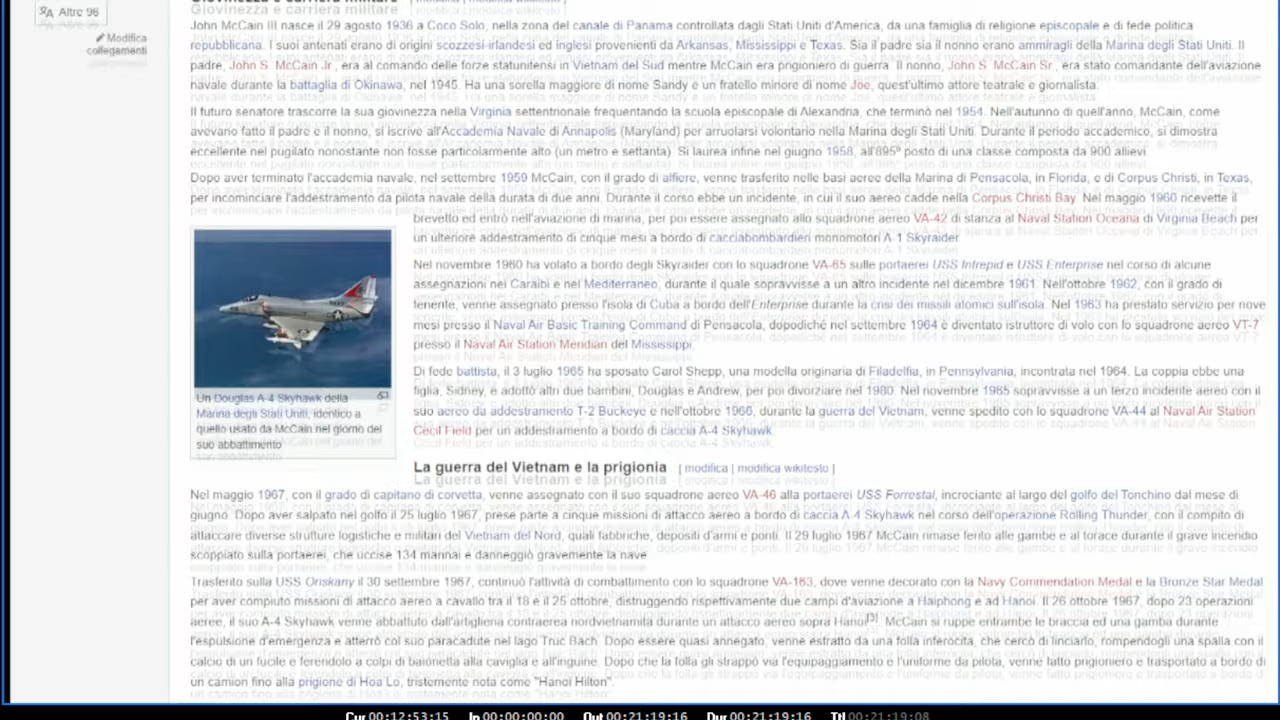 Altre 96
Modifica
collegamenti
Giovinezza e carriera militare [ modifica | modifica wikitesto ]
John McCain III nasce il 29 agosto 1936 a Coco Solo, nella zona del canale di Panama controllata dagli Stati Uniti d'America, da una famiglia di religione episcopale e di fede politica
repubblicana. I suoi antenati erano di origini scozzesi-irlandesi ed inglesi provenienti da Arkansas, Mississippi e Texas. Sia il padre sia il nonno erano ammiragli della Marina degli Stati Uniti. Il
padre, John S. McCain Jr., era al comando delle forze statunitensi in Vietnam del Sud mentre McCain era prigioniero di guerra. Il nonno, John S. McCain Sr., era stato comandante dell'aviazione
navale durante la battaglia di Okinawa, nel 1945. Ha una sorella maggiore di nome Sandy e un fratello minore di nome Joe, quest'ultimo attore teatrale e giornalista.
Il futuro senatore trascorre la sua giovinezza nella Virginia settentrionale frequentando la scuola episcopale di Alexandria, che terminò nel 1954. Nell'autunno di quell'anno, McCain, come
avevano fatto il padre e il nonno, si iscrive all'Accademia Navale di Annapolis (Maryland) per arruolarsi volontario nella Marina degli Stati Uniti. Durante il periodo accademico, si dimostra
eccellente nel pugilato nonostante non fosse particolarmente alto (un metro e settanta). Si laurea infine nel giugno 1958, all'895º posto di una classe composta da 900 allievi.
Dopo aver terminato l'accademia navale, nel settembre 1959 McCain, con il grado di alfiere, venne trasferito nelle basi aeree della Marina di Pensacola, in Florida, e di Corpus Christi, in Texas,
per incominciare l'addestramento da pilota navale della durata di due anni. Durante il corso ebbe un incidente, in cui il suo aereo cadde nella Corpus Christi Bay. Nel maggio 1960 ricevette il
brevetto ed entrò nell'aviazione di marina, per poi essere assegnato allo squadrone aereo VA-42 di stanza al Naval Station Oceana di Virginia Beach per
un ulteriore addestramento di cinque mesi a bordo di cacciabombardieri monomotori A-1 Skyraider.
Nel novembre 1960 ha volato a bordo degli Skyraider con lo squadrone VA-65 sulle portaerei USS Intrepid e USS Enterprise nel corso di alcune
assegnazioni nei Caraibi e nel Mediterraneo, durante il quale sopravvisse a un altro incidente nel dicembre 1961. Nell'ottobre 1962, con il grado di
tenente, venne assegnato presso l'isola di Cuba a bordo dell'Enterprise durante la crisi dei missili atomici sull'isola. Nel 1963 ha prestato servizio per nove
mesi presso il Naval Air Basic Training Command di Pensacola, dopodiché nel settembre 1964 è diventato istruttore di volo con lo squadrone aereo VT-7
presso il Naval Air Station Meridian del Mississippi.
Di fede battista, il 3 luglio 1965 ha sposato Carol Shepp, una modella originaria di Filadelfia, in Pennsylvania, incontrata nel 1964. La coppia ebbe una
figlia, Sidney, e adottò altri due bambini, Douglas e Andrew, per poi divorziare nel 1980. Nel novembre 1965 sopravvisse a un terzo incidente aereo con il
suo aereo da addestramento T-2 Buckeye e nell'ottobre 1966, durante la guerra del Vietnam, venne spedito con lo squadrone VA-44 al Naval Air Station
Cecil Field per un addestramento a bordo di caccia A-4 Skyhawk.
Un Douglas A-4 Skyhawk della
Marina degli Stati Uniti, identico a
quello usato da McCain nel giorno del
suo abbattimento
La guerra del Vietnam e la prigionia [ modifica | modifica wikitesto ]
Nel maggio 1967, con il grado di capitano di corvetta, venne assegnato con il suo squadrone aereo VA-46 alla portaerei USS Forrestal, incrociante al largo del golfo del Tonchino dal mese di
giugno. Dopo aver salpato nel golfo il 25 luglio 1967, prese parte a cinque missioni di attacco aereo a bordo di caccia A-4 Skyhawk nel corso dell'operazione Rolling Thunder, con il compito di
attaccare diverse strutture logistiche e militari del Vietnam del Nord, quali fabbriche, depositi d'armi e ponti. Il 29 luglio 1967 McCain rimase ferito alle gambe e al torace durante il grave incendio
scoppiato sulla portaerei, che uccise 134 marinai e danneggiò gravemente la nave.
Trasferito sulla USS Oriskany il 30 settembre 1967, continuò l'attività di combattimento con lo squadrone VA-163, dove venne decorato con la Navy Commendation Medal e la Bronze Star Medal
per aver compiuto missioni di attacco aereo a cavallo tra il 18 e il 25 ottobre, distruggendo rispettivamente due campi d'aviazione a Haiphong e ad Hanoi. Il 26 ottobre 1967, dopo 23 operazioni
aeree, il suo A-4 Skyhawk venne abbattuto dall'artiglieria contraerea nordvietnamita durante un attacco aereo sopra Hanoi[3]. McCain si ruppe entrambe le braccia ed una gamba durante
l'espulsione d'emergenza e atterrò col suo paracadute nel lago Truc Bach. Dopo essere quasi annegato, venne estratto da una folla inferocita, che cercò di linciarlo, rompendogli una spalla con il
calcio di un fucile e ferendolo a colpi di baionetta alla caviglia e all'inguine. Dopo che la folla gli strappò via l'equipaggiamento e l'uniforme da pilota, venne fatto prigioniero e trasportato a bordo di
un camion fino alla prigione di Hoa Lo, tristemente nota come "Hanoi Hilton".
Cur 00:12:53:15 In 00:00:00:00 Out 00:21:19:16 Dur 00:21:19:16 Ttl 00:21:19:08